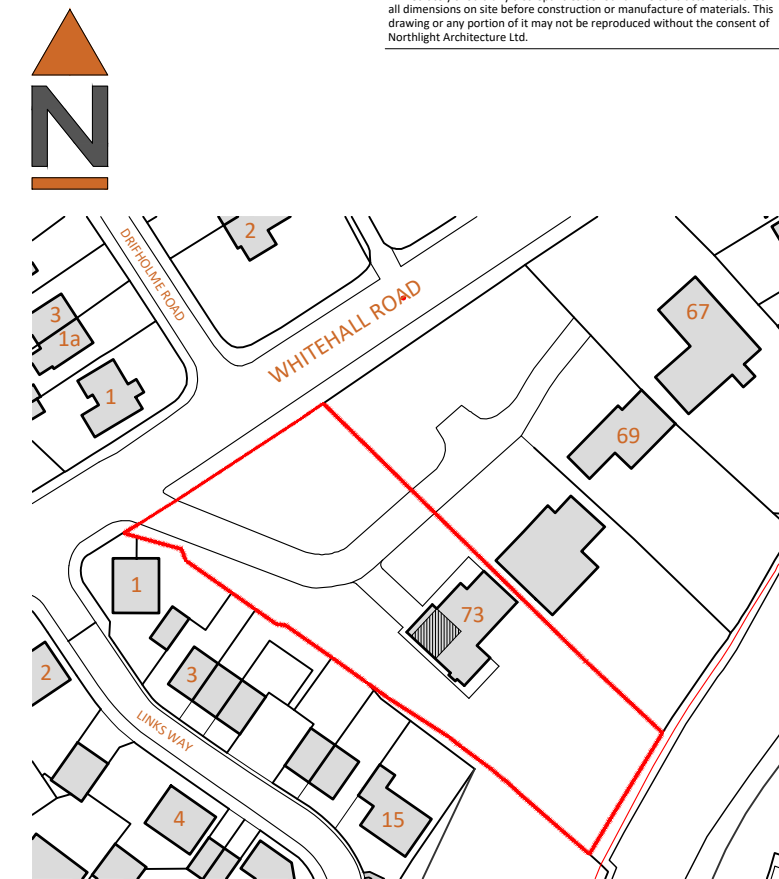 all dimensions on site before construction or manufacture of materials. This
drawing or any portion of it may not be reproduced without the consent of
Northlight Architecture Ltd.
N
2
DRIFHOLME ROAD
WHITEHALL ROAD
67
3
1a
1
69
1
73
3
2
LINKS WAY
4
15